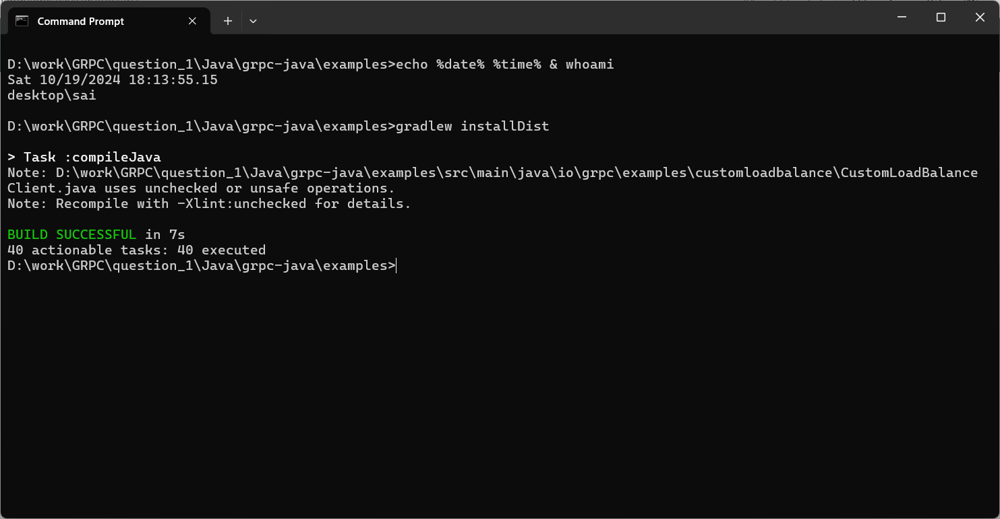 Command Prompt
D:\work\GRPC\question_1\Java\grpc-java\examples>echo %date% %time% & whoami
Sat 10/19/2024 18:13:55.15
desktop\sai
D:\work\GRPC\question_1\Java\grpc-java\examples>gradlew installDist
> Task :compileJava
Note: D:\work\GRPC\question_1\Java\grpc-java\examples\src\main\java\io\grpc\examples\customloadbalance\CustomLoadBalance
Client.java uses unchecked or unsafe operations.
Note: Recompile with -Xlint:unchecked for details.
BUILD SUCCESSFUL in 7s
40 actionable tasks: 40 executed
D:\work\GRPC\question_1\Java\grpc-java\examples>